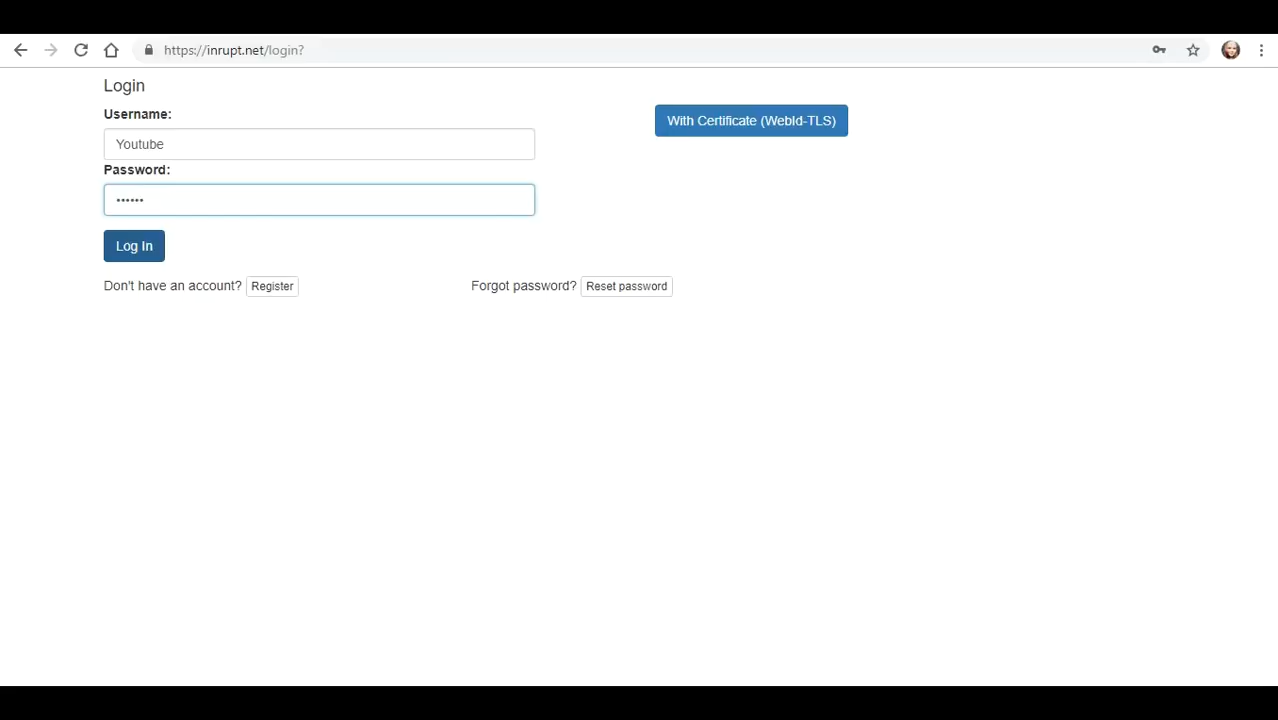 https://inrupt.net/login?
Login
Username:
With Certificate (WebId-TLS)
Youtube
Password:
••••••
Log In
Don't have an account? Register
Forgot password? Reset password